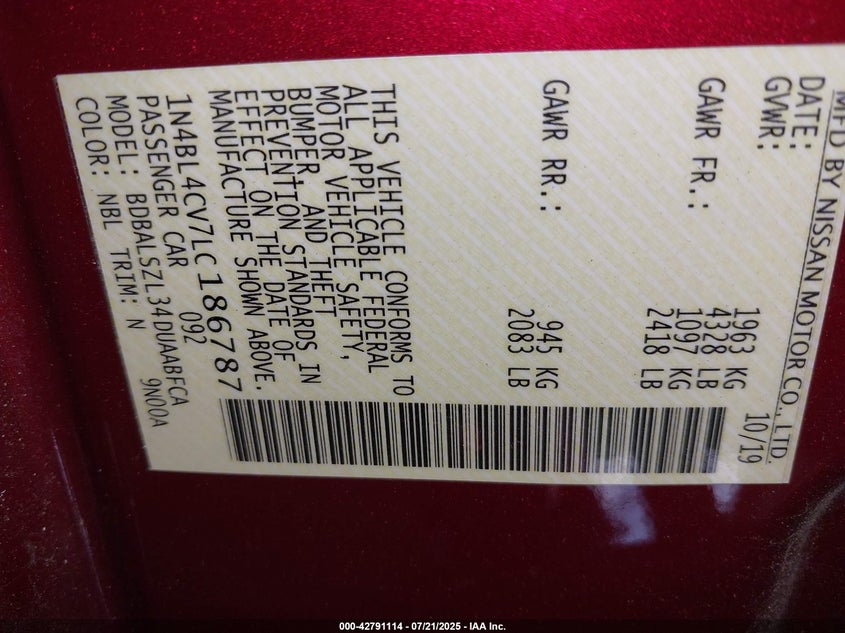 MFD BY NISSAN MOTOR CO., LTD.
DATE: 10/19
GVWR: 1963 KG
4328 LB
GAWR FR.: 1097 KG
2418 LB
GAWR RR.: 945 KG
2083 LB
THIS VEHICLE CONFORMS TO
ALL APPLICABLE FEDERAL
MOTOR VEHICLE SAFETY,
BUMPER, AND THEFT
PREVENTION STANDARDS IN
EFFECT ON THE DATE OF
MANUFACTURE SHOWN ABOVE.
1N4BL4CV7LC186787
PASSENGER CAR 092
MODEL: BDBALSZL34DUAABFCA
COLOR: NBL TRIM: N 9N00A
000-42791114 - 07/21/2025 - IAA Inc.